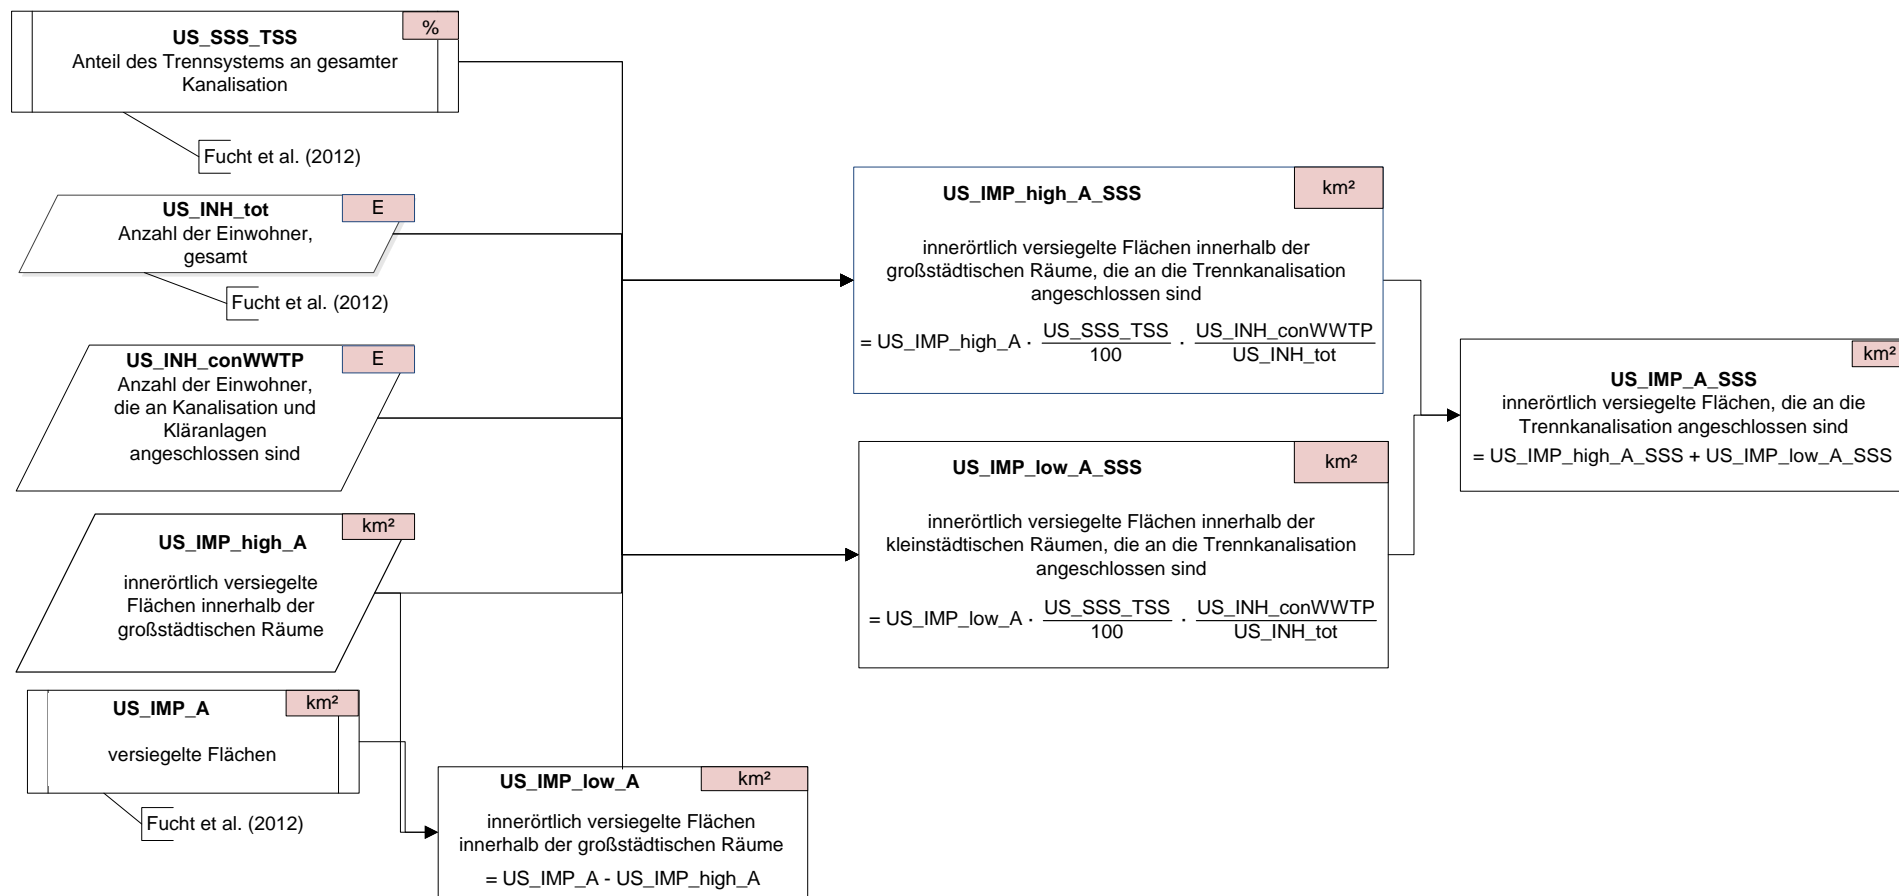 US_SSS_TSS
%
Anteil des Trennsystems an gesamter
Kanalisation
Fucht et al. (2012)
US_INH_tot
E
Anzahl der Einwohner,
gesamt
Fucht et al. (2012)
US_INH_conWWTP
E
Anzahl der Einwohner,
die an Kanalisation und
Kläranlagen
angeschlossen sind
US_IMP_high_A
km²
innerörtlich versiegelte
Flächen innerhalb der
großstädtischen Räume
US_IMP_A
km²
versiegelte Flächen
Fucht et al. (2012)
US_IMP_low_A
km²
innerörtlich versiegelte Flächen
innerhalb der großstädtischen Räume
= US_IMP_A - US_IMP_high_A
US_IMP_high_A_SSS
km²
innerörtlich versiegelte Flächen innerhalb der
großstädtischen Räume, die an die Trennkanalisation
angeschlossen sind
= US_IMP_high_A · US_SSS_TSS/100 · US_INH_conWWTP/US_INH_tot
US_IMP_low_A_SSS
km²
innerörtlich versiegelte Flächen innerhalb der
kleinstädtischen Räumen, die an die Trennkanalisation
angeschlossen sind
= US_IMP_low_A · US_SSS_TSS/100 · US_INH_conWWTP/US_INH_tot
US_IMP_A_SSS
km²
innerörtlich versiegelte Flächen, die an die
Trennkanalisation angeschlossen sind
= US_IMP_high_A_SSS + US_IMP_low_A_SSS